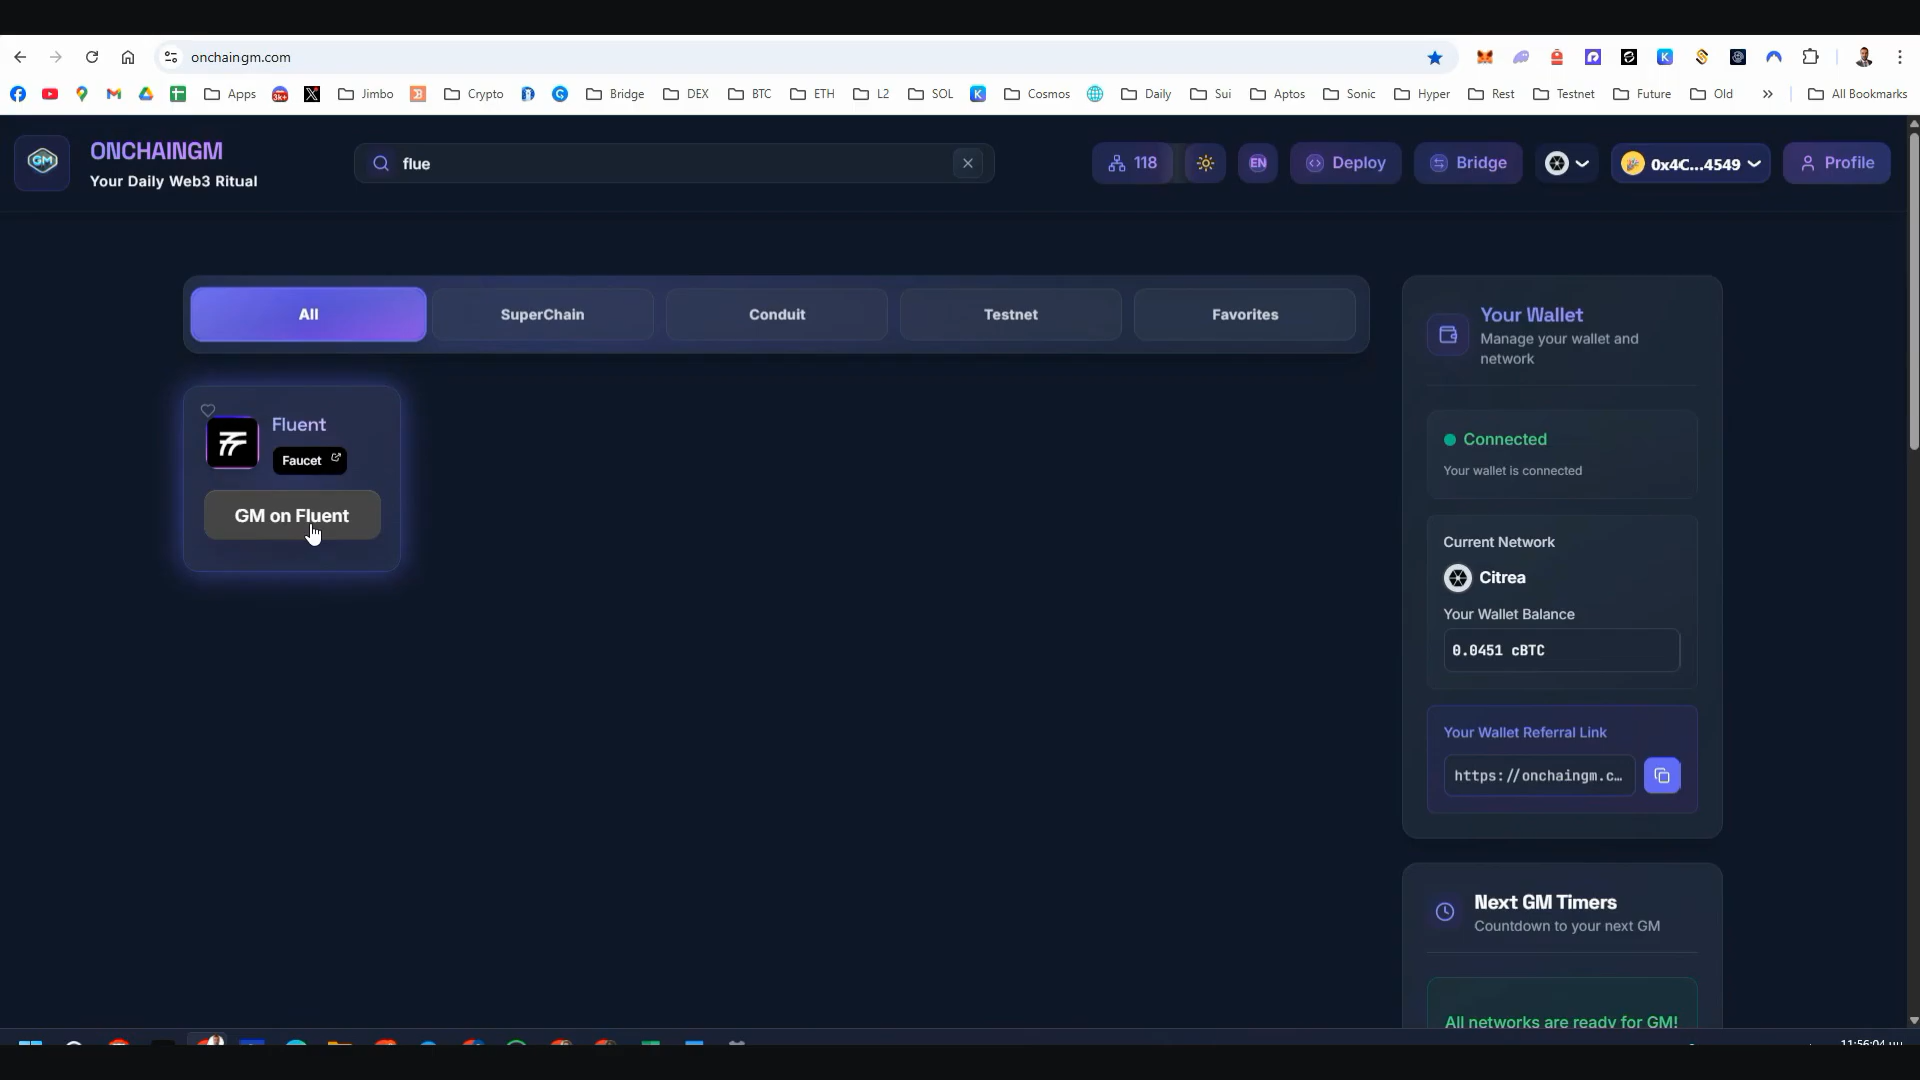 onchaingm.com
Apps
3k+
Jimbo
Crypto
Bridge
DEX
BTC
ETH
L2
SOL
Cosmos
Daily
Sui
Aptos
Sonic
Hyper
Rest
Testnet
Future
Old
All Bookmarks
GM
ONCHAINGM
Your Daily Web3 Ritual
flue
118
EN
Deploy
Bridge
0x4C...4549
Profile
All
SuperChain
Conduit
Testnet
Favorites
Fluent
Faucet
GM on Fluent
Your Wallet
Manage your wallet and
network
Connected
Your wallet is connected
Current Network
Citrea
Your Wallet Balance
0.0451 cBTC
Your Wallet Referral Link
https://onchaingm.c...
Next GM Timers
Countdown to your next GM
All networks are ready for GM!